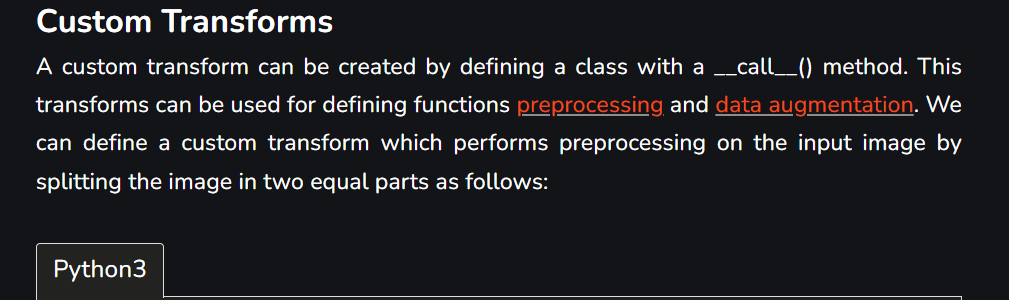 Custom Transforms
A custom transform can be created by defining a class with a __call__() method. This
transforms can be used for defining functions preprocessing and data augmentation. We
can define a custom transform which performs preprocessing on the input image by
splitting the image in two equal parts as follows:
Python3